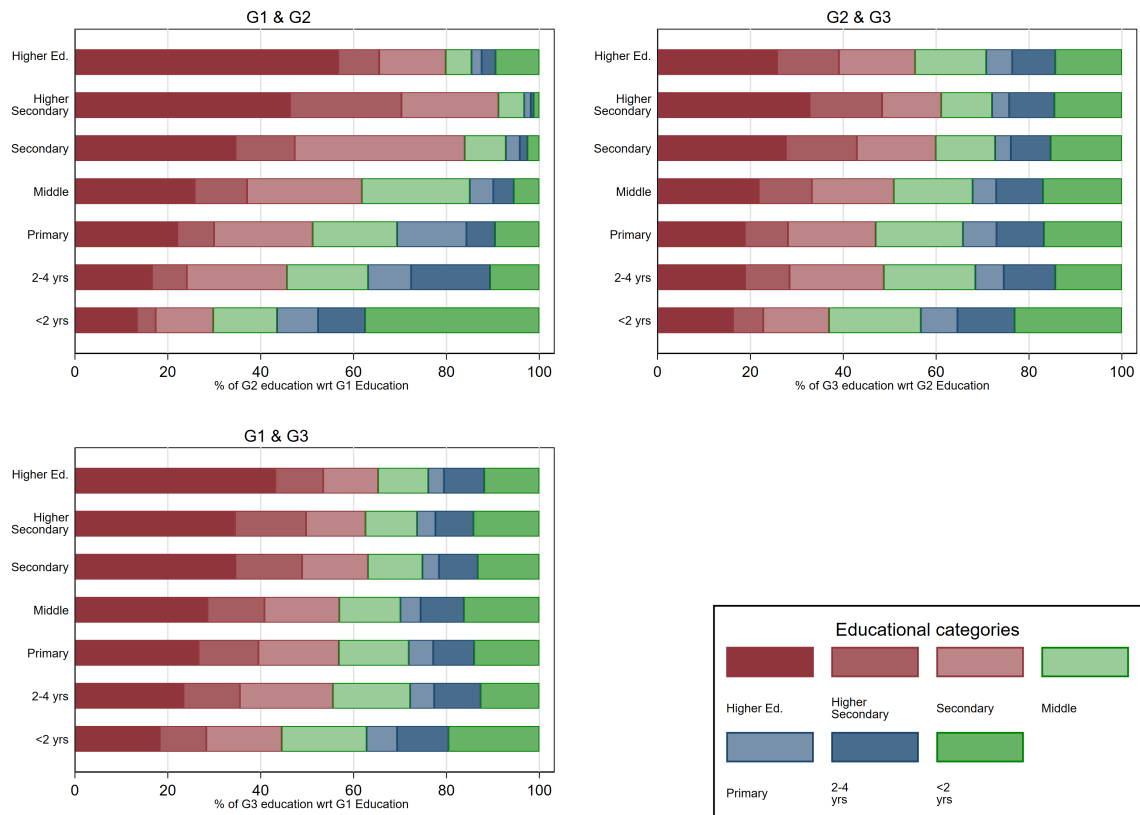 G1 & G2
Higher Ed.
Higher
Secondary
Secondary
Middle
Primary
2-4 yrs
<2 yrs
0 20 40 60 80 100
% of G2 education wrt G1 Education
G2 & G3
Higher Ed.
Higher
Secondary
Secondary
Middle
Primary
2-4 yrs
<2 yrs
0 20 40 60 80 100
% of G3 education wrt G2 Education
G1 & G3
Higher Ed.
Higher
Secondary
Secondary
Middle
Primary
2-4 yrs
<2 yrs
0 20 40 60 80 100
% of G3 education wrt G1 Education
Educational categories
Higher Ed.
Higher
Secondary
Secondary
Middle
Primary
2-4
yrs
<2
yrs